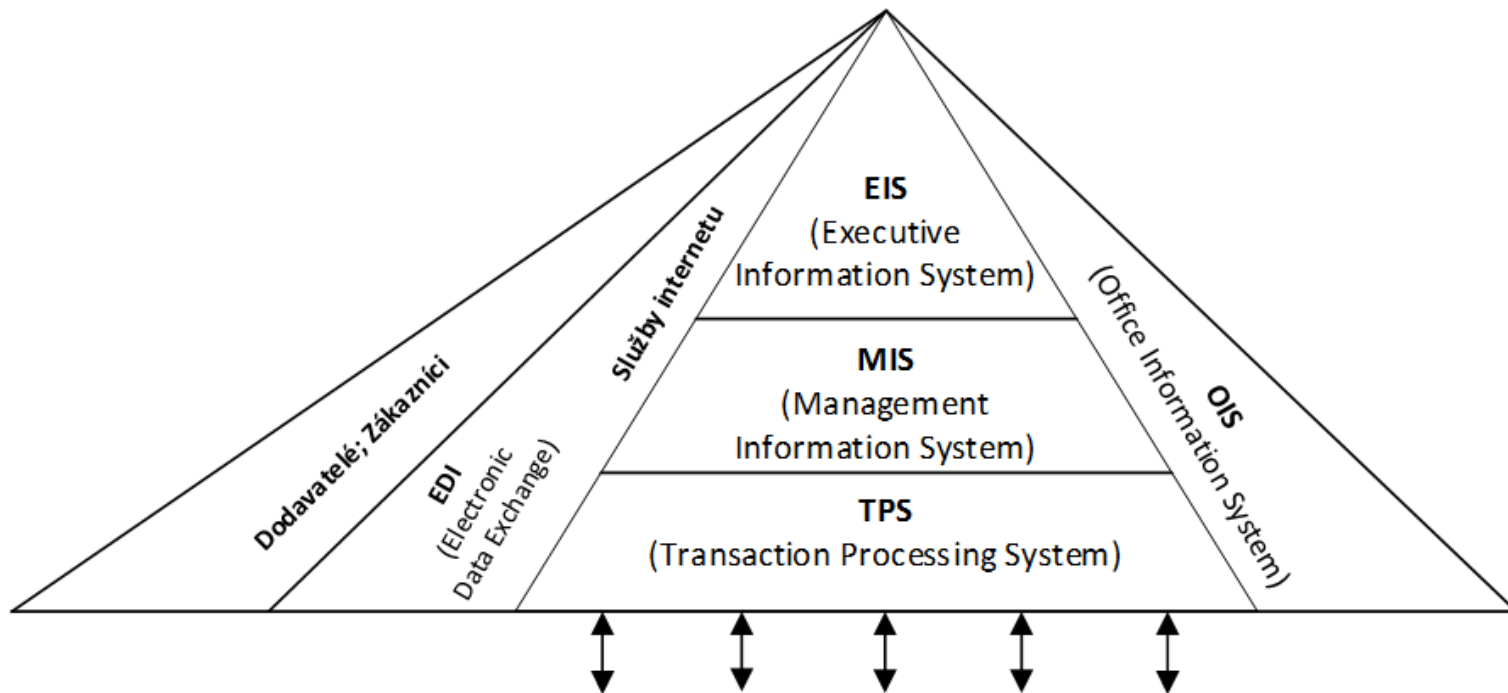 Dodavatelé; Zákazníci
EDI
(Electronic
Data Exchange)
Služby internetu
EIS
(Executive
Information System)
MIS
(Management
Information System)
TPS
(Transaction Processing System)
OIS
(Office Information System)